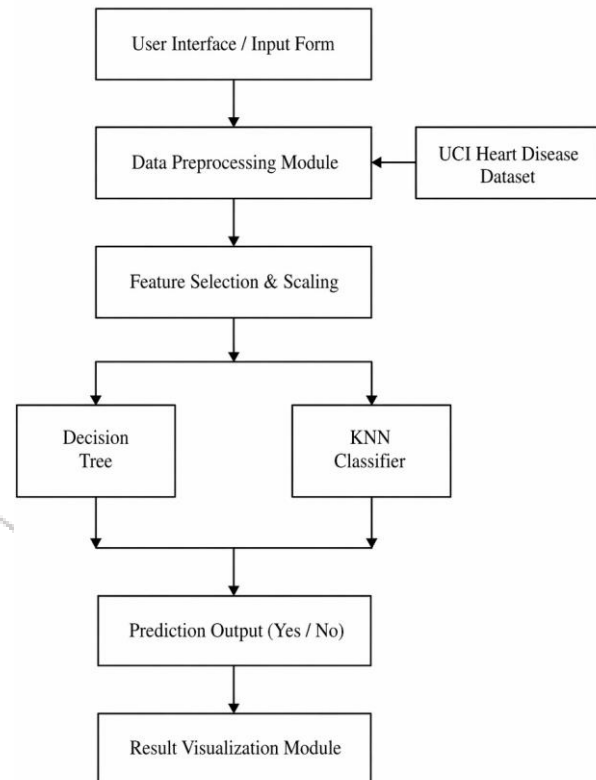 User Interface / Input Form
Data Preprocessing Module
UCI Heart Disease
Dataset
Feature Selection & Scaling
Decision
Tree
KNN
Classifier
Prediction Output (Yes / No)
Result Visualization Module